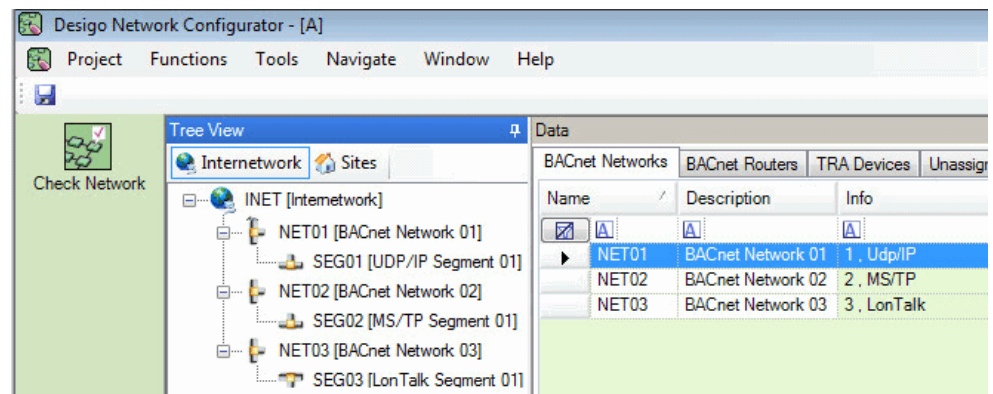 Desigo Network Configurator - [A]
Project Functions Tools Navigate Window Help
Check Network
Tree View
Internetwork Sites
INET [Internetwork]
NET01 [BACnet Network 01]
SEG01 [UDP/IP Segment 01]
NET02 [BACnet Network 02]
SEG02 [MS/TP Segment 01]
NET03 [BACnet Network 03]
SEG03 [LonTalk Segment 01]
Data
BACnet Networks BACnet Routers TRA Devices Unassign
Name Description Info
A A A
NET01 BACnet Network 01 1 , Udp/IP
NET02 BACnet Network 02 2 , MS/TP
NET03 BACnet Network 03 3 , LonTalk